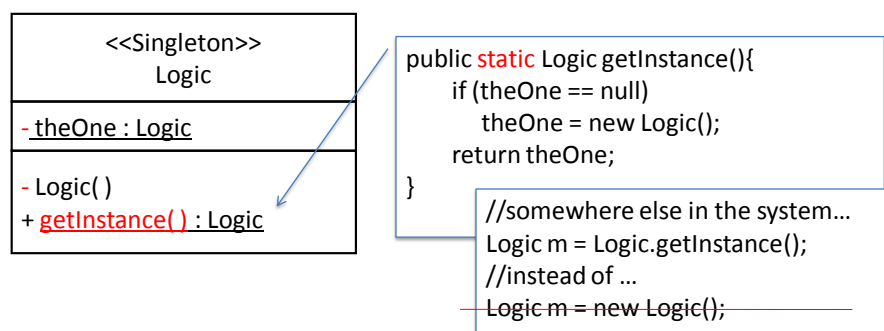 <<Singleton>>
Logic
- theOne : Logic
- Logic( )
+ getInstance( ) : Logic
public static Logic getInstance(){
if (theOne == null)
theOne = new Logic();
return theOne;
}
//somewhere else in the system…
Logic m = Logic.getInstance();
//instead of …
Logic m = new Logic();